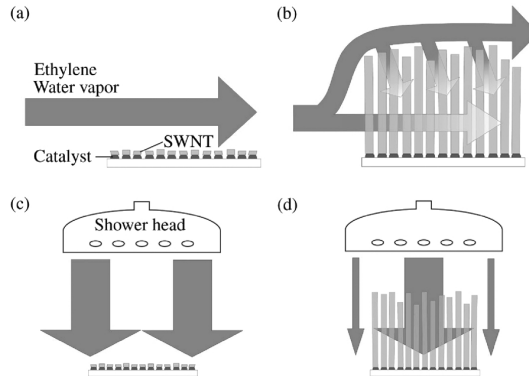 (a)
(b)
Ethylene
Water vapor
SWNT
Catalyst
(c)
(d)
Shower head